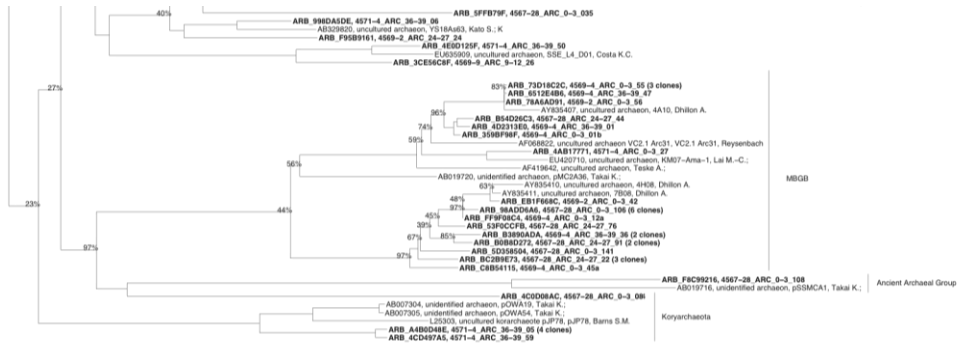 ARB_5FFB79F, 4567-28_ARC_0-3_035
40%
ARB_998DA5DE, 4571-4_ARC_36-39_06
AB329820, uncultured archaeon, YS18As63, Kato S.; K
ARB_F95B9161, 4569-2_ARC_24-27_24
ARB_4E0D125F, 4571-4_ARC_36-39_50
EU635909, uncultured archaeon, SSE_L4_D01, Costa K.C.
ARB_3CE56C8F, 4569-9_ARC_9-12_26
27%
83%
ARB_73D18C2C, 4569-4_ARC_0-3_55 (3 clones)
ARB_6512E4B6, 4569-4_ARC_36-39_47
ARB_78A6AD91, 4569-2_ARC_0-3_56
AY835407, uncultured archaeon, 4A10, Dhillon A.
96%
ARB_B54D26C3, 4567-28_ARC_24-27_44
74%
ARB_4D2313E0, 4569-4_ARC_36-39_01
ARB_359BF98F, 4569-4_ARC_0-3_01b
59%
AF068822, uncultured archaeon VC2.1 Arc31, VC2.1 Arc31, Reysenbach
ARB_4AB17771, 4571-4_ARC_0-3_27
EU420710, uncultured archaeon, KM07-Ama-1, Lai M.-C.;
56%
AF419642, uncultured archaeon, Teske A.;
AB019720, unidentified archaeon, pMC2A36, Takai K.;
MBGB
63%
AY835410, uncultured archaeon, 4H08, Dhillon A.
AY835411, uncultured archaeon, 7B08, Dhillon A.
48%
ARB_EB1F668C, 4569-2_ARC_0-3_42
97%
ARB_98ADD6A6, 4567-28_ARC_0-3_106 (6 clones)
23%
44%
45%
ARB_FF9F08C4, 4569-4_ARC_0-3_12a
39%
ARB_53F0CCFB, 4567-28_ARC_24-27_76
67%
85%
ARB_B3890ADA, 4569-4_ARC_36-39_36 (2 clones)
ARB_B0B8D272, 4567-28_ARC_24-27_91 (2 clones)
97%
ARB_5D358504, 4567-28_ARC_0-3_141
97%
ARB_BC2B9E73, 4567-28_ARC_24-27_22 (3 clones)
ARB_C8B54115, 4569-4_ARC_0-3_45a
ARB_F8C99216, 4567-28_ARC_0-3_108
AB019716, unidentified archaeon, pSSMCA1, Takai K.;
Ancient Archaeal Group
ARB_4C0D08AC, 4567-28_ARC_0-3_08i
AB007304, unidentified archaeon, pOWA19, Takai K.;
AB007305, unidentified archaeon, pOWA54, Takai K.;
L25303, uncultured korarchaeote pJP78, pJP78, Barns S.M.
Koryarchaeota
ARB_A4B0D48E, 4571-4_ARC_36-39_05 (4 clones)
ARB_4CD497A5, 4571-4_ARC_36-39_59